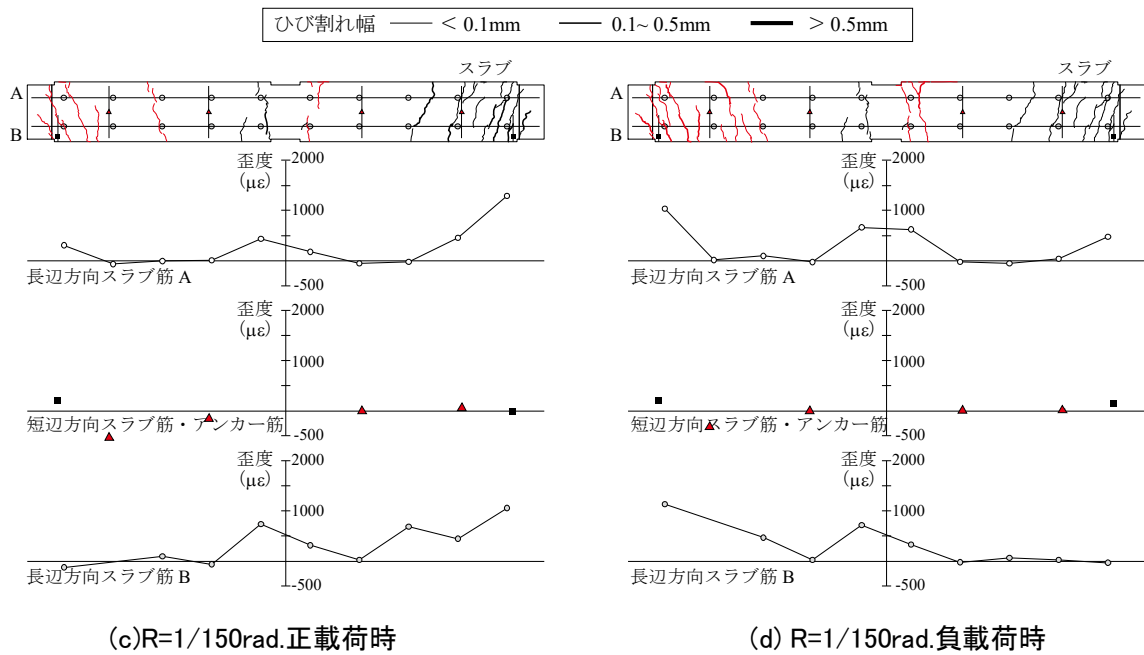 ひび割れ幅 < 0.1mm 0.1~ 0.5mm > 0.5mm
スラブ
A
B
歪度
(με)
2000
1000
-500
長辺方向スラブ筋 A
歪度
(με)
2000
1000
-500
短辺方向スラブ筋・アンカー筋
歪度
(με)
2000
1000
-500
長辺方向スラブ筋 B
(c)R=1/150rad.正載荷時
スラブ
A
B
歪度
(με)
2000
1000
-500
長辺方向スラブ筋 A
歪度
(με)
2000
1000
-500
短辺方向スラブ筋・アンカー筋
歪度
(με)
2000
1000
-500
長辺方向スラブ筋 B
(d) R=1/150rad.負載荷時